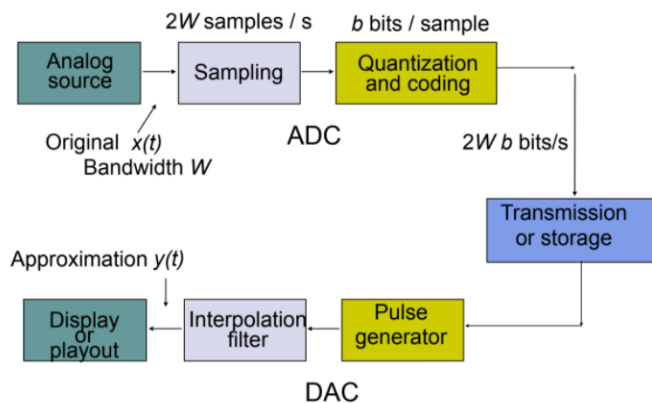 2W samples / s
b bits / sample
Analog
source
Sampling
Quantization
and coding
Original x(t)
Bandwidth W
ADC
2W b bits/s
Transmission
or storage
Approximation y(t)
Display
or
playout
Interpolation
filter
Pulse
generator
DAC